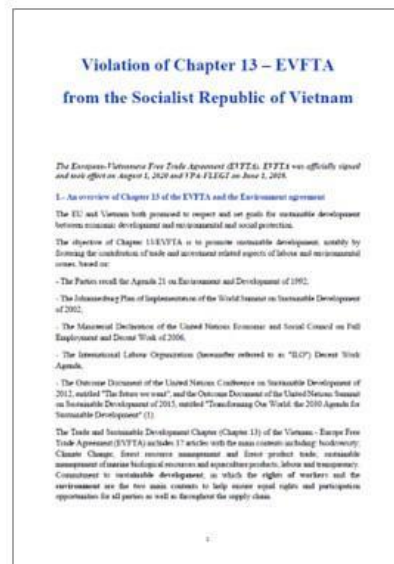 Violation of Chapter 13 – EVFTA
from the Socialist Republic of Vietnam
The European-Vietnamese Free Trade Agreement (EVFTA). EVFTA was officially signed
and took effect on August 1, 2020 and VPA-FLEGT on June 1, 2019.
1.- An overview of Chapter 13 of the EVFTA and the Environment agreement
The EU and Vietnam both promised to respect and set goals for sustainable development
between economic development and environmental and social protection.
The objective of Chapter 13/EVFTA is to promote sustainable development, notably by
fostering the contribution of trade and investment related aspects of labour and environmental
issues, based on:
- The Parties recall the Agenda 21 on Environment and Development of 1992,
- The Johannesburg Plan of Implementation of the World Summit on Sustainable Development
of 2002,
- The Ministerial Declaration of the United Nations Economic and Social Council on Full
Employment and Decent Work of 2006,
- The International Labour Organization (hereafter referred to as "ILO") Decent Work
Agenda,
- The Outcome Document of the United Nations Conference on Sustainable Development of
2012, entitled "The future we want", and the Outcome Document of the United Nations Summit
on Sustainable Development of 2015, entitled "Transforming Our World: the 2030 Agenda for
Sustainable Development" (1).
The Trade and Sustainable Development Chapter (Chapter 13) of the Vietnam - Europe Free
Trade Agreement (EVFTA) includes 17 articles with the main contents including: biodiversity;
Climate Change; forest resource management and forest product trade; sustainable
management of marine biological resources and aquaculture products, labour and transparency.
Commitment to sustainable development, in which the rights of workers and the
environment are the two main contents to help ensure equal rights and participation
opportunities for all parties as well as throughout the supply chain.